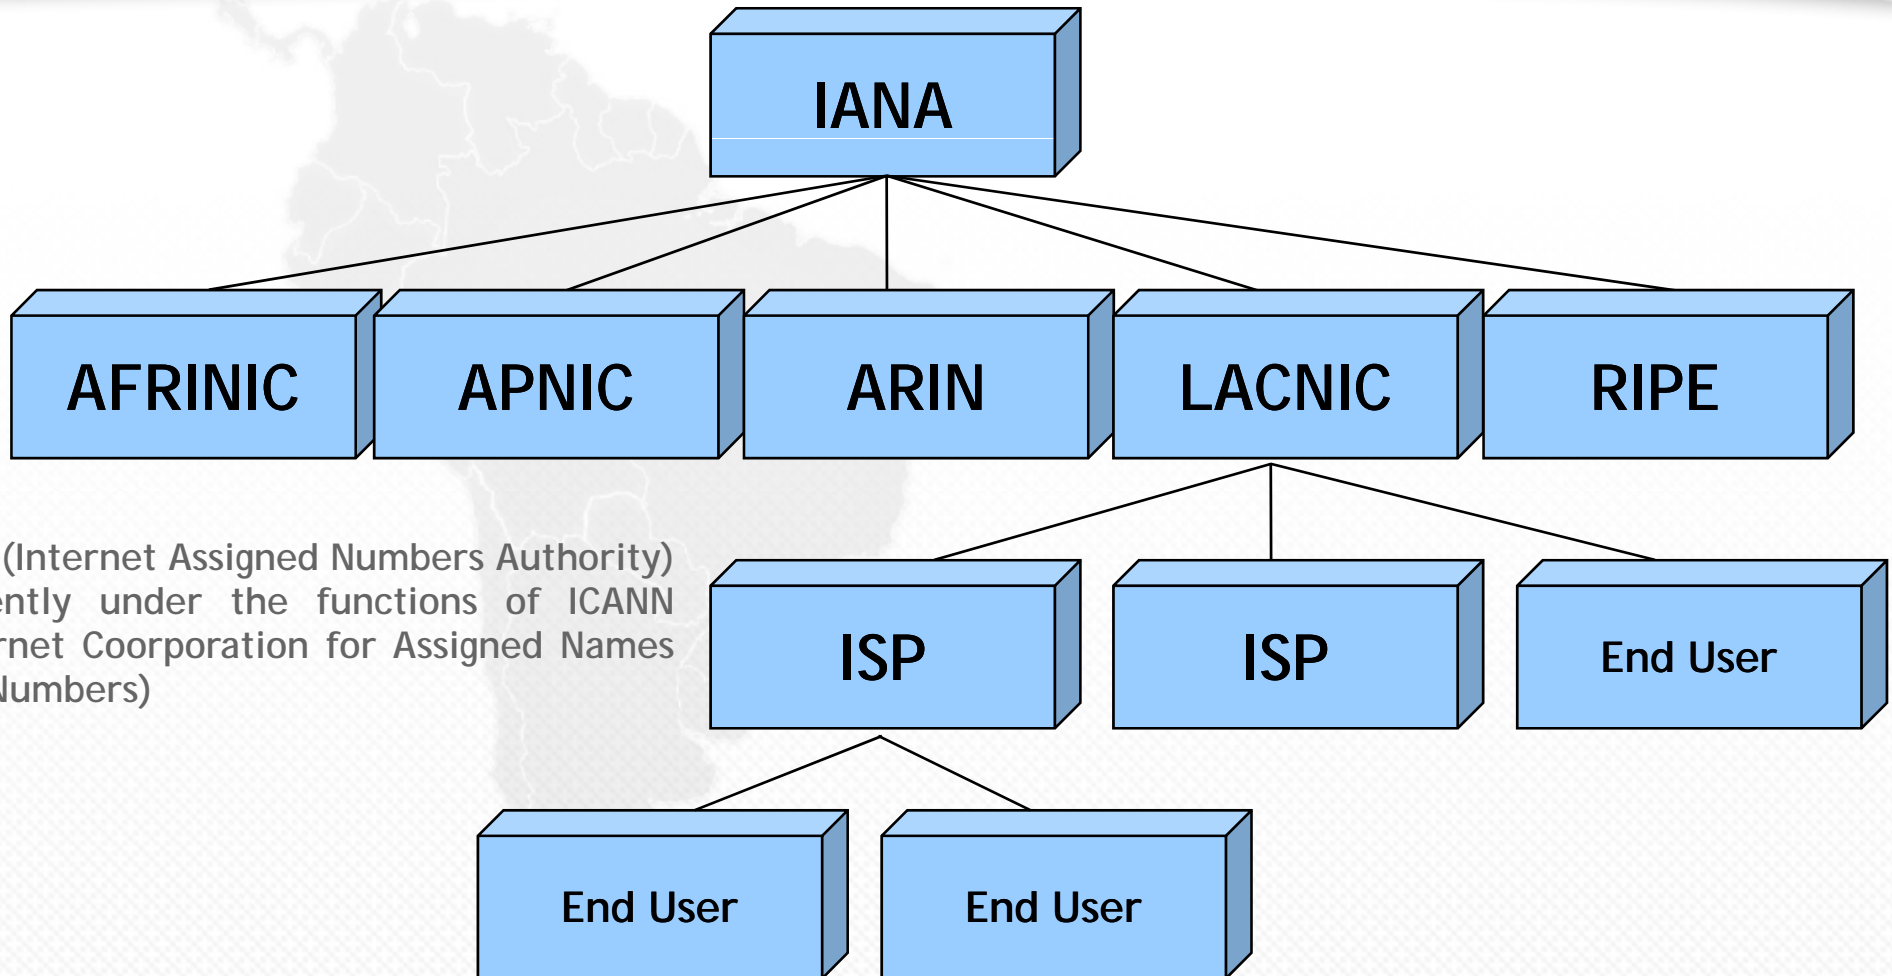 IANA
AFRINIC APNIC ARIN LACNIC RIPE
(Internet Assigned Numbers Authority)
under the functions of ICANN
Coorporation for Assigned Names
Numbers)
ISP ISP End User
End User End User